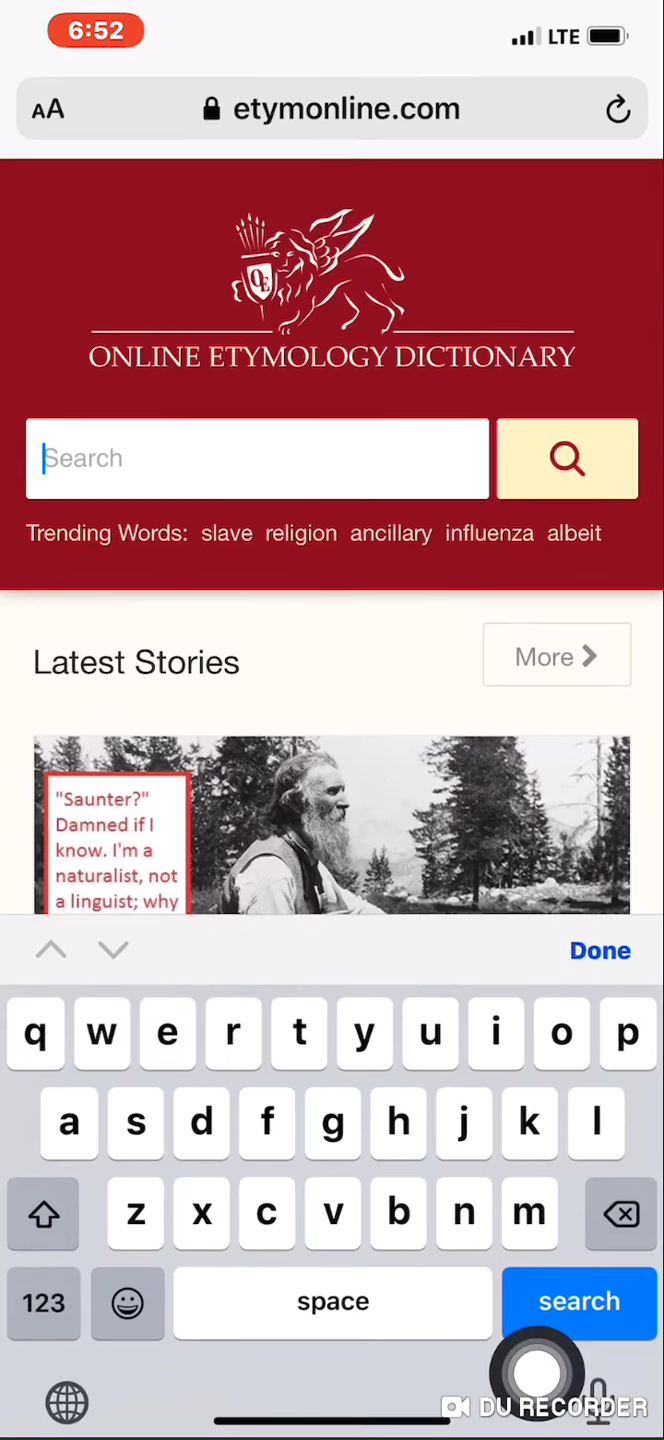 6:52
LTE
AA
etymonline.com
OE
ONLINE ETYMOLOGY DICTIONARY
Search
Trending Words: slave religion ancillary influenza albeit
Latest Stories
More
"Saunter?"
Damned if I
know. I'm a
naturalist, not
a linguist; why
Done
q w e r t y u i o p
a s d f g h j k l
z x c v b n m
123
space
search
DU RECORDER